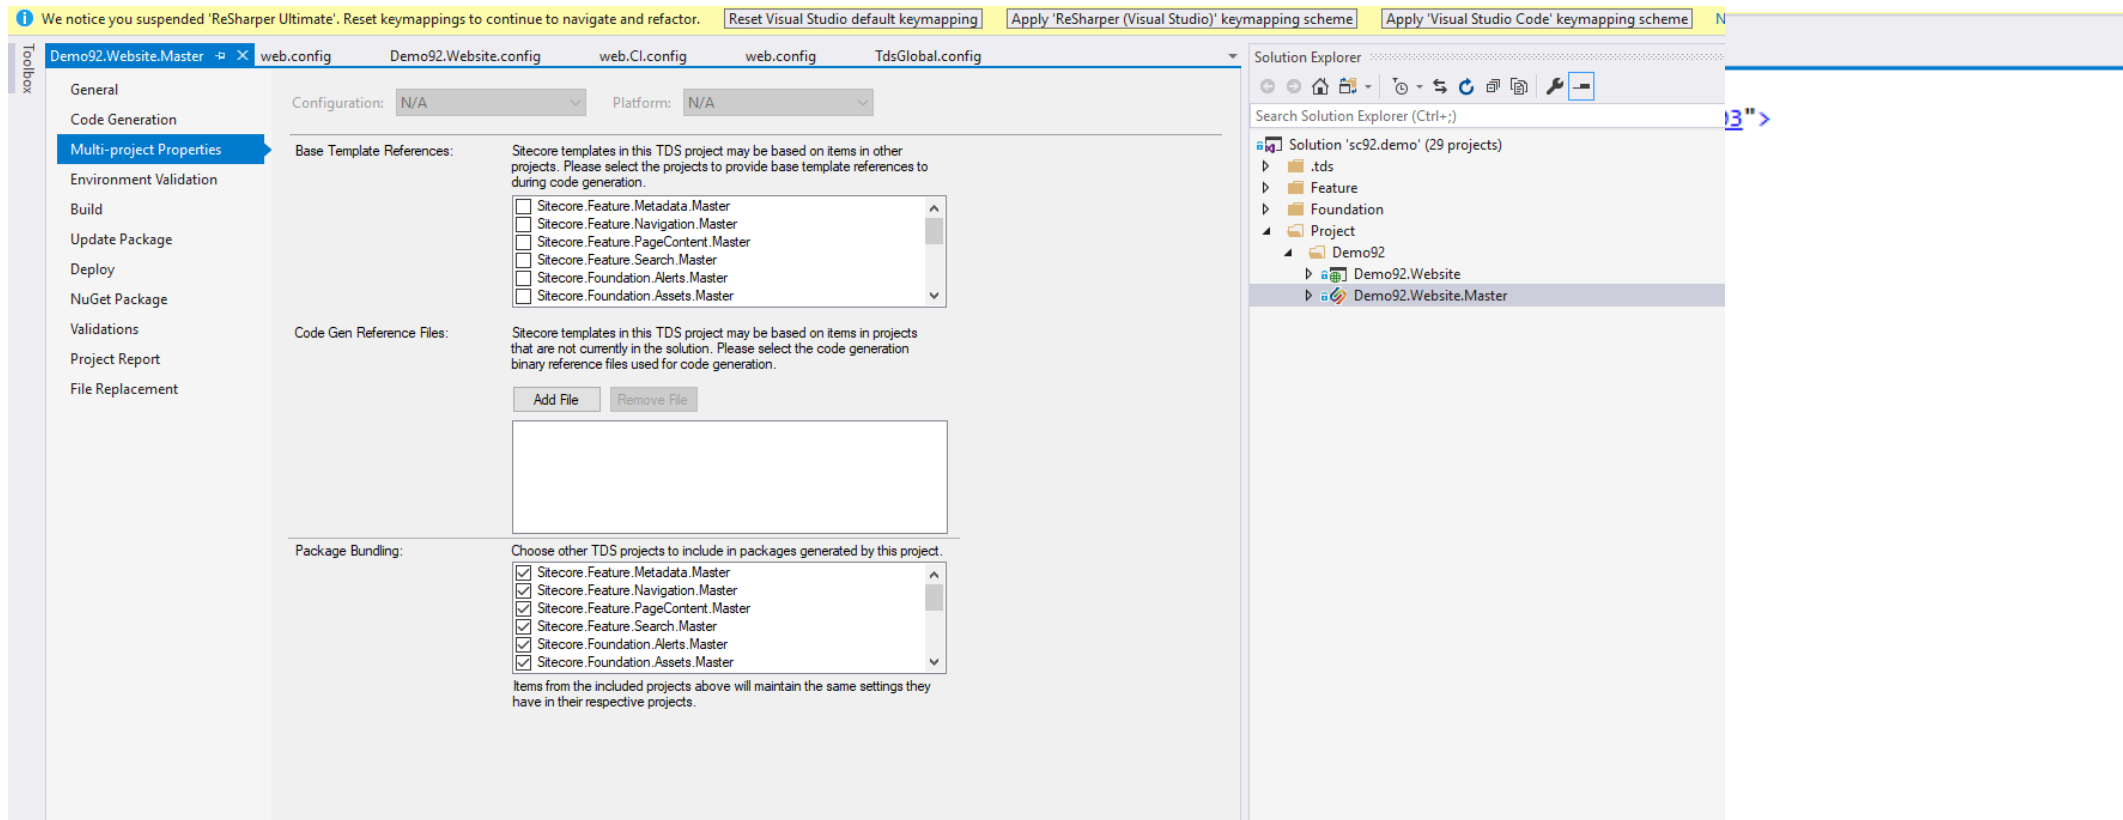 We notice you suspended 'ReSharper Ultimate'. Reset keymappings to continue to navigate and refactor. Reset Visual Studio default keymapping Apply 'ReSharper (Visual Studio)' keymapping scheme Apply 'Visual Studio Code' keymapping scheme N
Toolbox
Demo92.Website.Master web.config Demo92.Website.config web.CI.config web.config TdsGlobal.config
General
Code Generation
Multi-project Properties
Environment Validation
Build
Update Package
Deploy
NuGet Package
Validations
Project Report
File Replacement
Configuration: N/A Platform: N/A
Base Template References:
Sitecore templates in this TDS project may be based on items in other
projects. Please select the projects to provide base template references to
during code generation.
Sitecore.Feature.Metadata.Master
Sitecore.Feature.Navigation.Master
Sitecore.Feature.PageContent.Master
Sitecore.Feature.Search.Master
Sitecore.Foundation.Alerts.Master
Sitecore.Foundation.Assets.Master
Code Gen Reference Files:
Sitecore templates in this TDS project may be based on items in projects
that are not currently in the solution. Please select the code generation
binary reference files used for code generation.
Add File Remove File
Package Bundling:
Choose other TDS projects to include in packages generated by this project.
Sitecore.Feature.Metadata.Master
Sitecore.Feature.Navigation.Master
Sitecore.Feature.PageContent.Master
Sitecore.Feature.Search.Master
Sitecore.Foundation.Alerts.Master
Sitecore.Foundation.Assets.Master
Items from the included projects above will maintain the same settings they
have in their respective projects.
Solution Explorer
Search Solution Explorer (Ctrl+;)
Solution 'sc92.demo' (29 projects)
.tds
Feature
Foundation
Project
Demo92
Demo92.Website
Demo92.Website.Master
3">